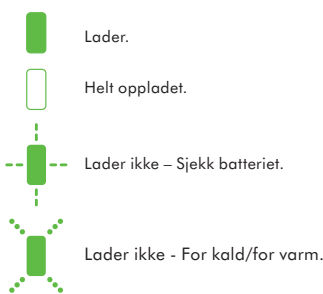 Lader.
Helt oppladet.
Lader ikke – Sjekk batteriet.
Lader ikke - For kald/for varm.